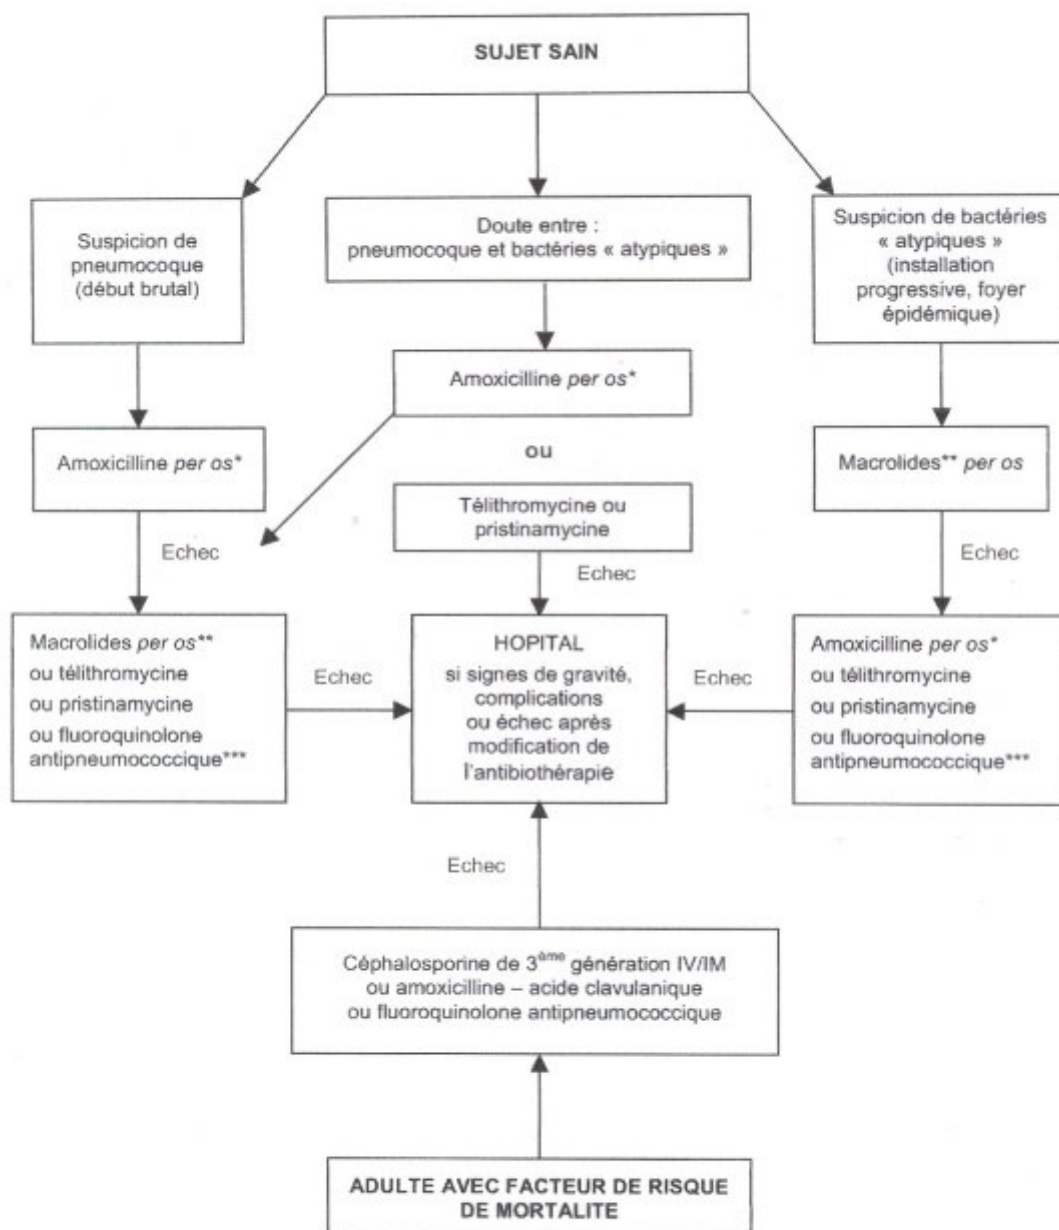 SUJET SAIN
Suspicion de
pneumocoque
(début brutal)
Doute entre :
pneumocoque et bactéries « atypiques »
Suspicion de bactéries
« atypiques »
(installation
progressive, foyer
épidémique)
Amoxicilline per os*
Amoxicilline per os*
ou
Télithromycine ou
pristinamycine
Macrolides** per os
Echec
Echec
Echec
Macrolides per os**
ou télithromycine
ou pristinamycine
ou fluoroquinolone
antipneumococcique***
Echec
HOPITAL
si signes de gravité,
complications
ou échec après
modification de
l'antibiothérapie
Echec
Amoxicilline per os*
ou télithromycine
ou pristinamycine
ou fluoroquinolone
antipneumococcique***
Echec
Céphalosporine de 3ème génération IV/IM
ou amoxicilline – acide clavulanique
ou fluoroquinolone antipneumococcique
ADULTE AVEC FACTEUR DE RISQUE
DE MORTALITE